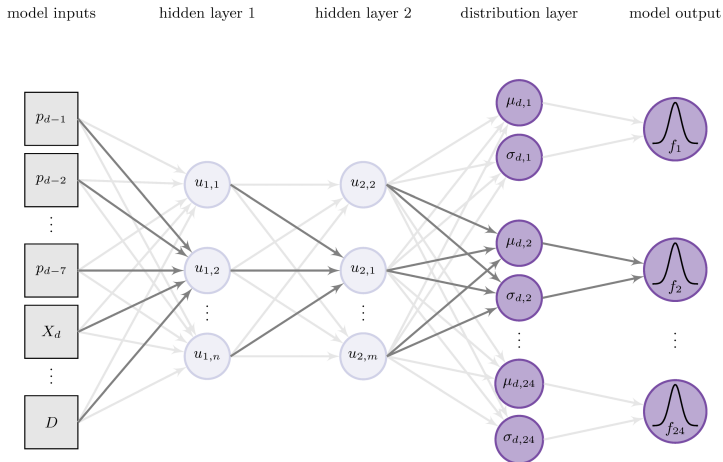 model inputs hidden layer 1 hidden layer 2 distribution layer model output
p_{d−1}
p_{d−2}
⋮
p_{d−7}
X_d
⋮
D
u_{1,1}
u_{1,2}
⋮
u_{1,n}
u_{2,2}
u_{2,1}
⋮
u_{2,m}
μ_{d,1}
σ_{d,1}
μ_{d,2}
σ_{d,2}
⋮
μ_{d,24}
σ_{d,24}
f_1
f_2
⋮
f_{24}